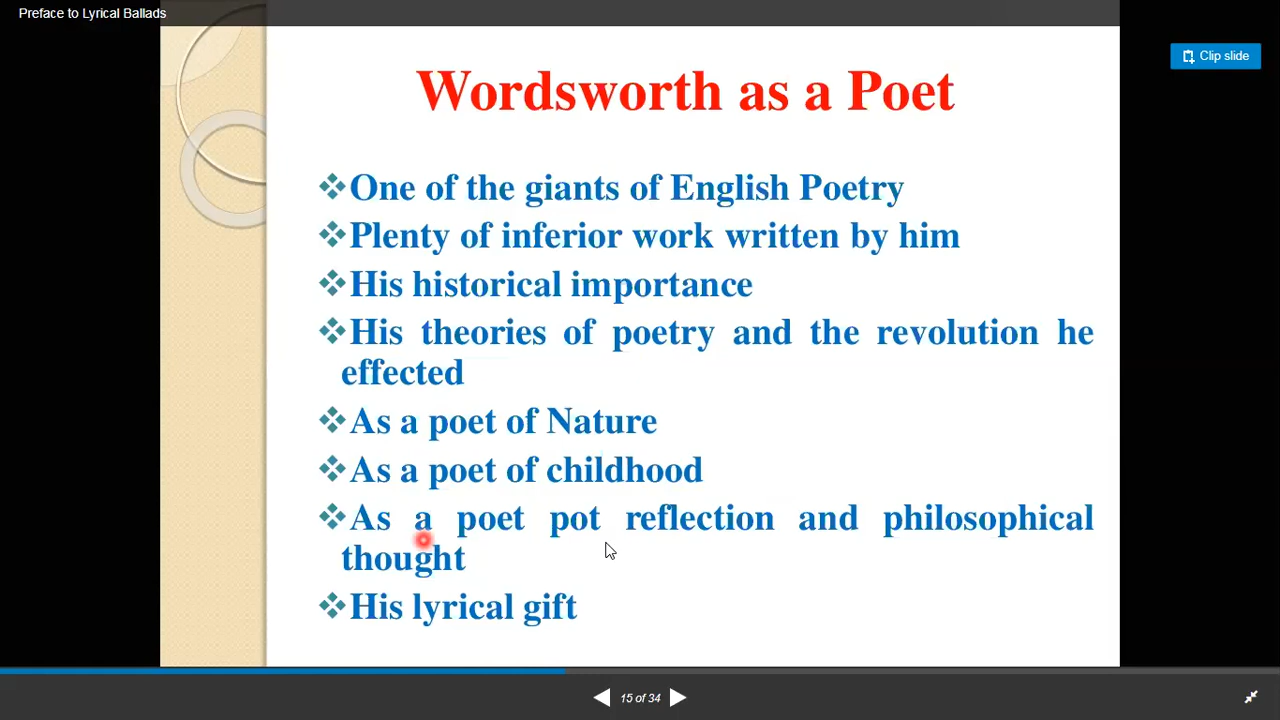 Preface to Lyrical Ballads
Clip slide
Wordsworth as a Poet
One of the giants of English Poetry
Plenty of inferior work written by him
His historical importance
His theories of poetry and the revolution he
effected
As a poet of Nature
As a poet of childhood
As a poet pot reflection and philosophical
thought
His lyrical gift
15 of 34